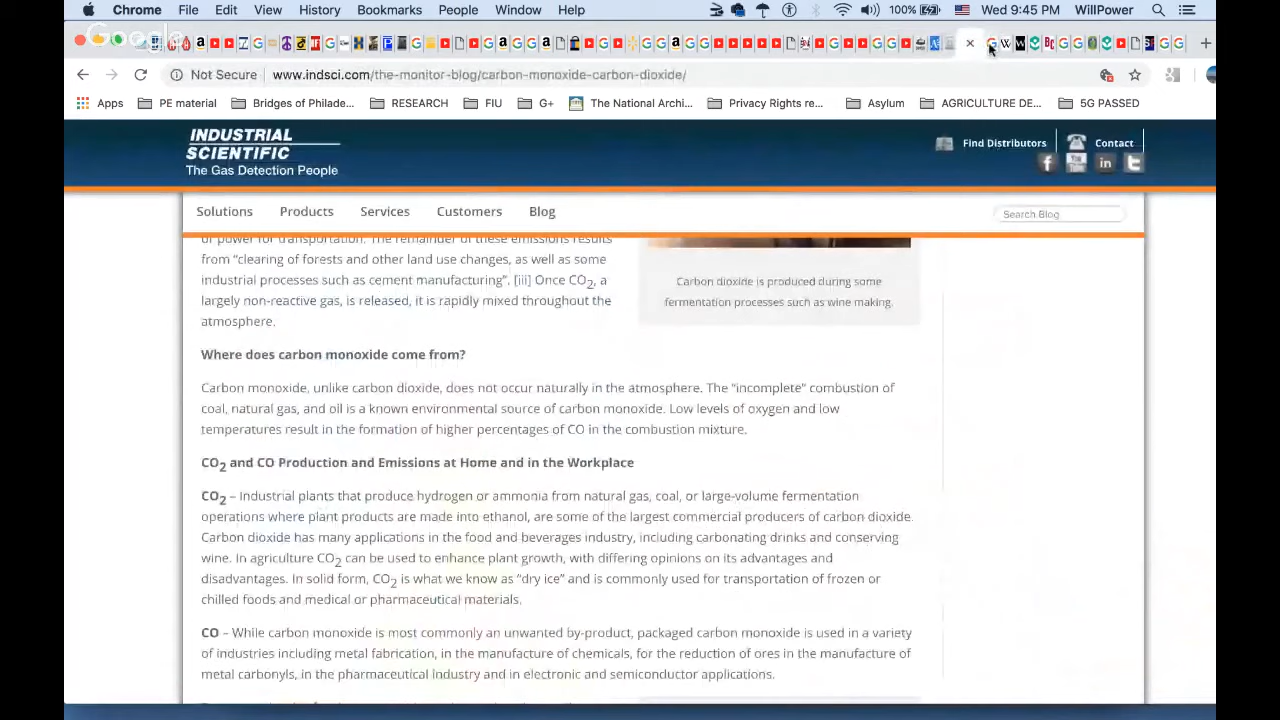 Chrome File Edit View History Bookmarks People Window Help 100% Wed 9:45 PM WillPower
Google
Not Secure www.indsci.com/the-monitor-blog/carbon-monoxide-carbon-dioxide/
Apps PE material Bridges of Philade... RESEARCH FIU G+ The National Archi... Privacy Rights re... Asylum AGRICULTURE DE... 5G PASSED
INDUSTRIAL
SCIENTIFIC
The Gas Detection People
Find Distributors Contact
Solutions Products Services Customers Blog Search Blog
of power for transportation. The remainder of these emissions results
from “clearing of forests and other land use changes, as well as some
industrial processes such as cement manufacturing”. [iii] Once CO2, a
largely non-reactive gas, is released, it is rapidly mixed throughout the
atmosphere.
Carbon dioxide is produced during some
fermentation processes such as wine making.
Where does carbon monoxide come from?
Carbon monoxide, unlike carbon dioxide, does not occur naturally in the atmosphere. The “incomplete” combustion of
coal, natural gas, and oil is a known environmental source of carbon monoxide. Low levels of oxygen and low
temperatures result in the formation of higher percentages of CO in the combustion mixture.
CO2 and CO Production and Emissions at Home and in the Workplace
CO2 – Industrial plants that produce hydrogen or ammonia from natural gas, coal, or large-volume fermentation
operations where plant products are made into ethanol, are some of the largest commercial producers of carbon dioxide.
Carbon dioxide has many applications in the food and beverages industry, including carbonating drinks and conserving
wine. In agriculture CO2 can be used to enhance plant growth, with differing opinions on its advantages and
disadvantages. In solid form, CO2 is what we know as “dry ice” and is commonly used for transportation of frozen or
chilled foods and medical or pharmaceutical materials.
CO – While carbon monoxide is most commonly an unwanted by-product, packaged carbon monoxide is used in a variety
of industries including metal fabrication, in the manufacture of chemicals, for the reduction of ores in the manufacture of
metal carbonyls, in the pharmaceutical industry and in electronic and semiconductor applications.